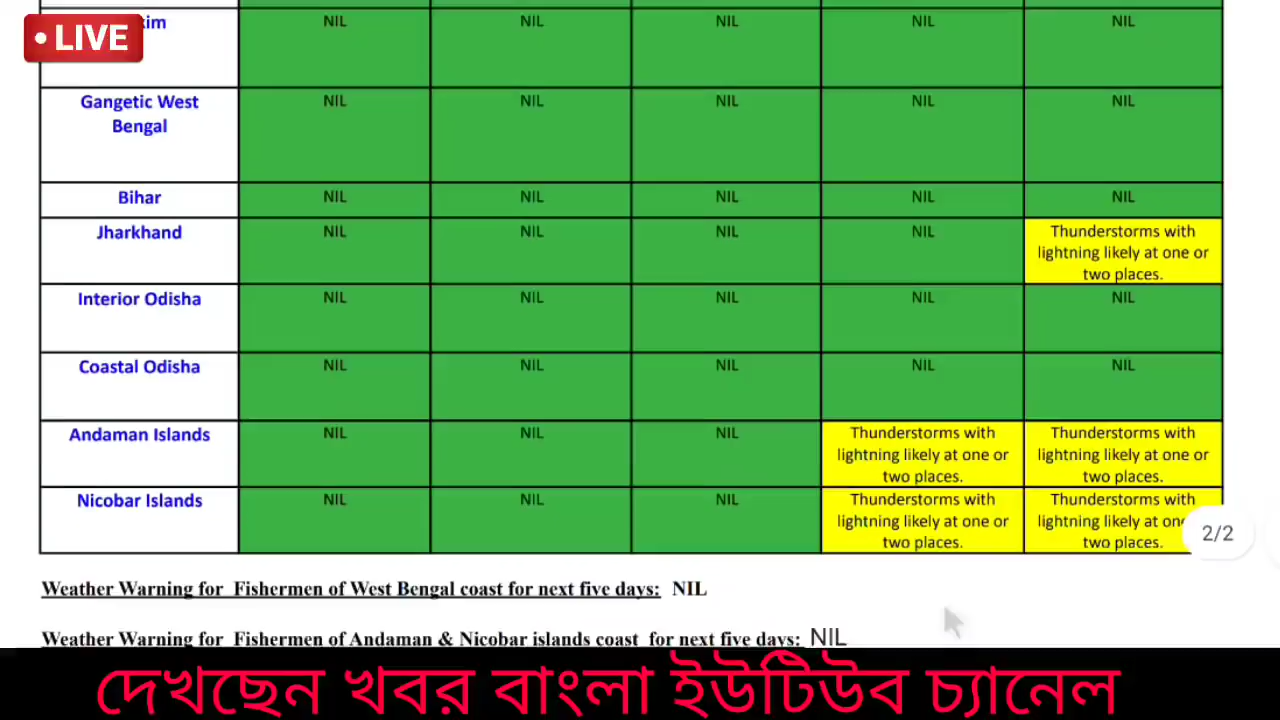 LIVE
NIL NIL NIL NIL NIL
Gangetic West NIL NIL NIL NIL NIL
Bengal
Bihar NIL NIL NIL NIL NIL
Jharkhand NIL NIL NIL NIL Thunderstorms with
lightning likely at one or
two places.
Interior Odisha NIL NIL NIL NIL NIL
Coastal Odisha NIL NIL NIL NIL NIL
Andaman Islands NIL NIL NIL Thunderstorms with Thunderstorms with
lightning likely at one or lightning likely at one or
two places. two places.
Nicobar Islands NIL NIL NIL Thunderstorms with Thunderstorms with
lightning likely at one or lightning likely at one
two places. two places.
2/2
Weather Warning for Fishermen of West Bengal coast for next five days: NIL
Weather Warning for Fishermen of Andaman & Nicobar islands coast for next five days: NIL
দেখছেন খবর বাংলা ইউটিউব চ্যানেল